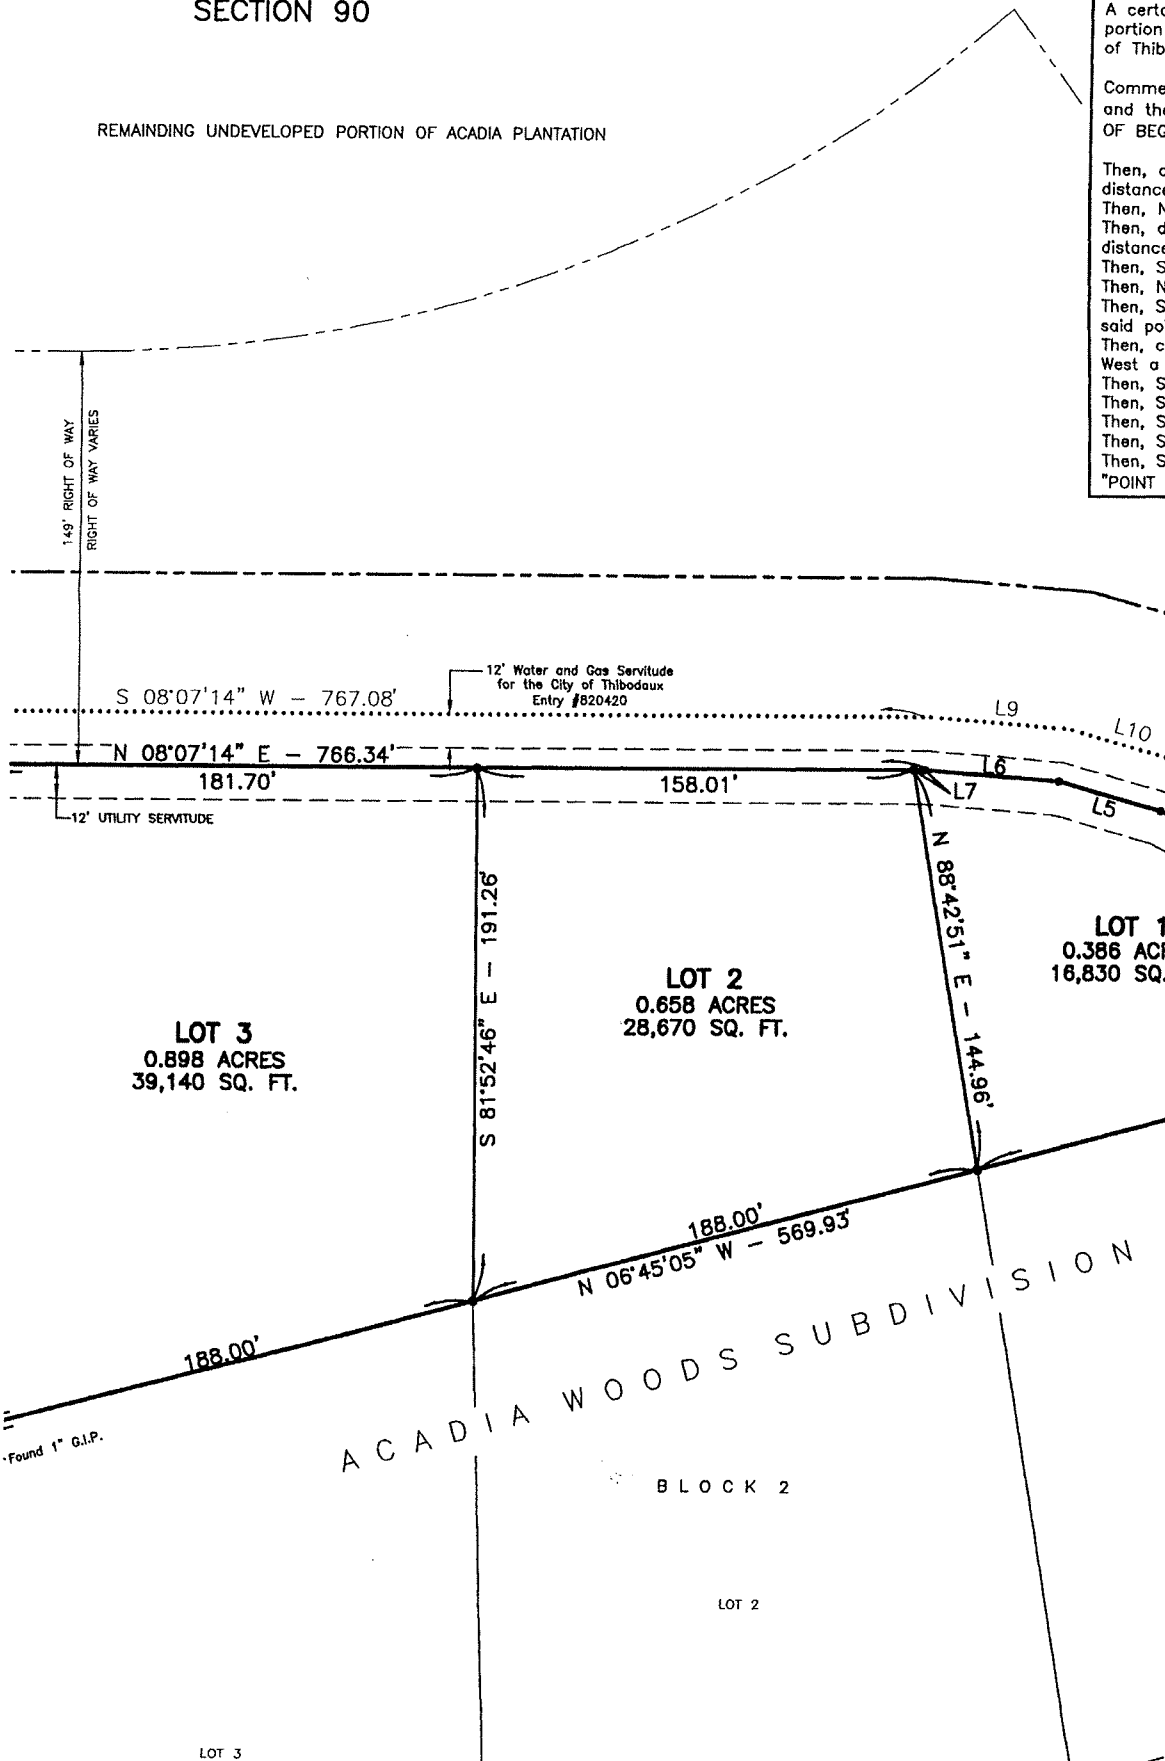 SECTION 90
REMAINDING UNDEVELOPED PORTION OF ACADIA PLANTATION
A certa
portion
of Thib
Comme
and the
OF BEG
Then, c
distance
Then, N
Then, d
distance
Then, S
Then, N
Then, S
said poi
Then, c
West a
Then, S
Then, S
Then, S
Then, S
Then, S
"POINT
149' RIGHT OF WAY
RIGHT OF WAY VARIES
12' Water and Gas Servitude
for the City of Thibodaux
Entry #820420
S 08°07'14" W - 767.08'
L9
L10
N 08°07'14" E - 766.34'
181.70'
158.01'
L6
L7
L5
12' UTILITY SERVITUDE
S 81°52'46" E - 191.26'
N 88°42'51" E - 144.96'
LOT 1
0.386 ACR
16,830 SQ.
LOT 2
0.658 ACRES
28,670 SQ. FT.
LOT 3
0.898 ACRES
39,140 SQ. FT.
188.00'
N 06°45'05" W - 569.93'
188.00'
Found 1" G.I.P.
ACADIA WOODS SUBDIVISION
BLOCK 2
LOT 2
LOT 3